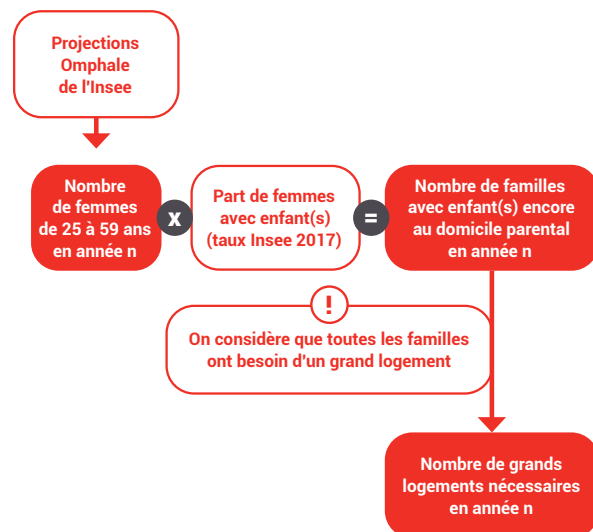 Projections
Omphale
de l'Insee
Nombre
de femmes
de 25 à 59 ans
en année n
x
Part de femmes
avec enfant(s)
(taux Insee 2017)
=
Nombre de familles
avec enfant(s) encore
au domicile parental
en année n
!
On considère que toutes les familles
ont besoin d'un grand logement
Nombre de grands
logements nécessaires
en année n